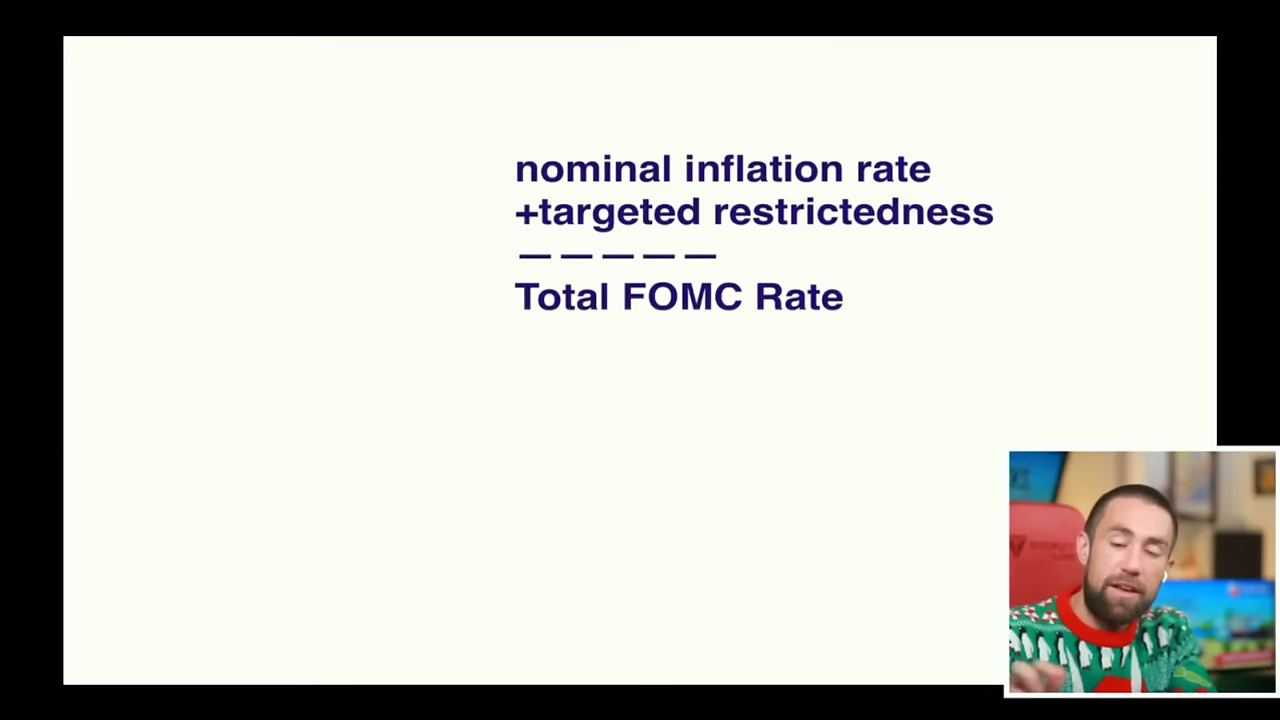 nominal inflation rate
+targeted restrictedness
— — — — —
Total FOMC Rate